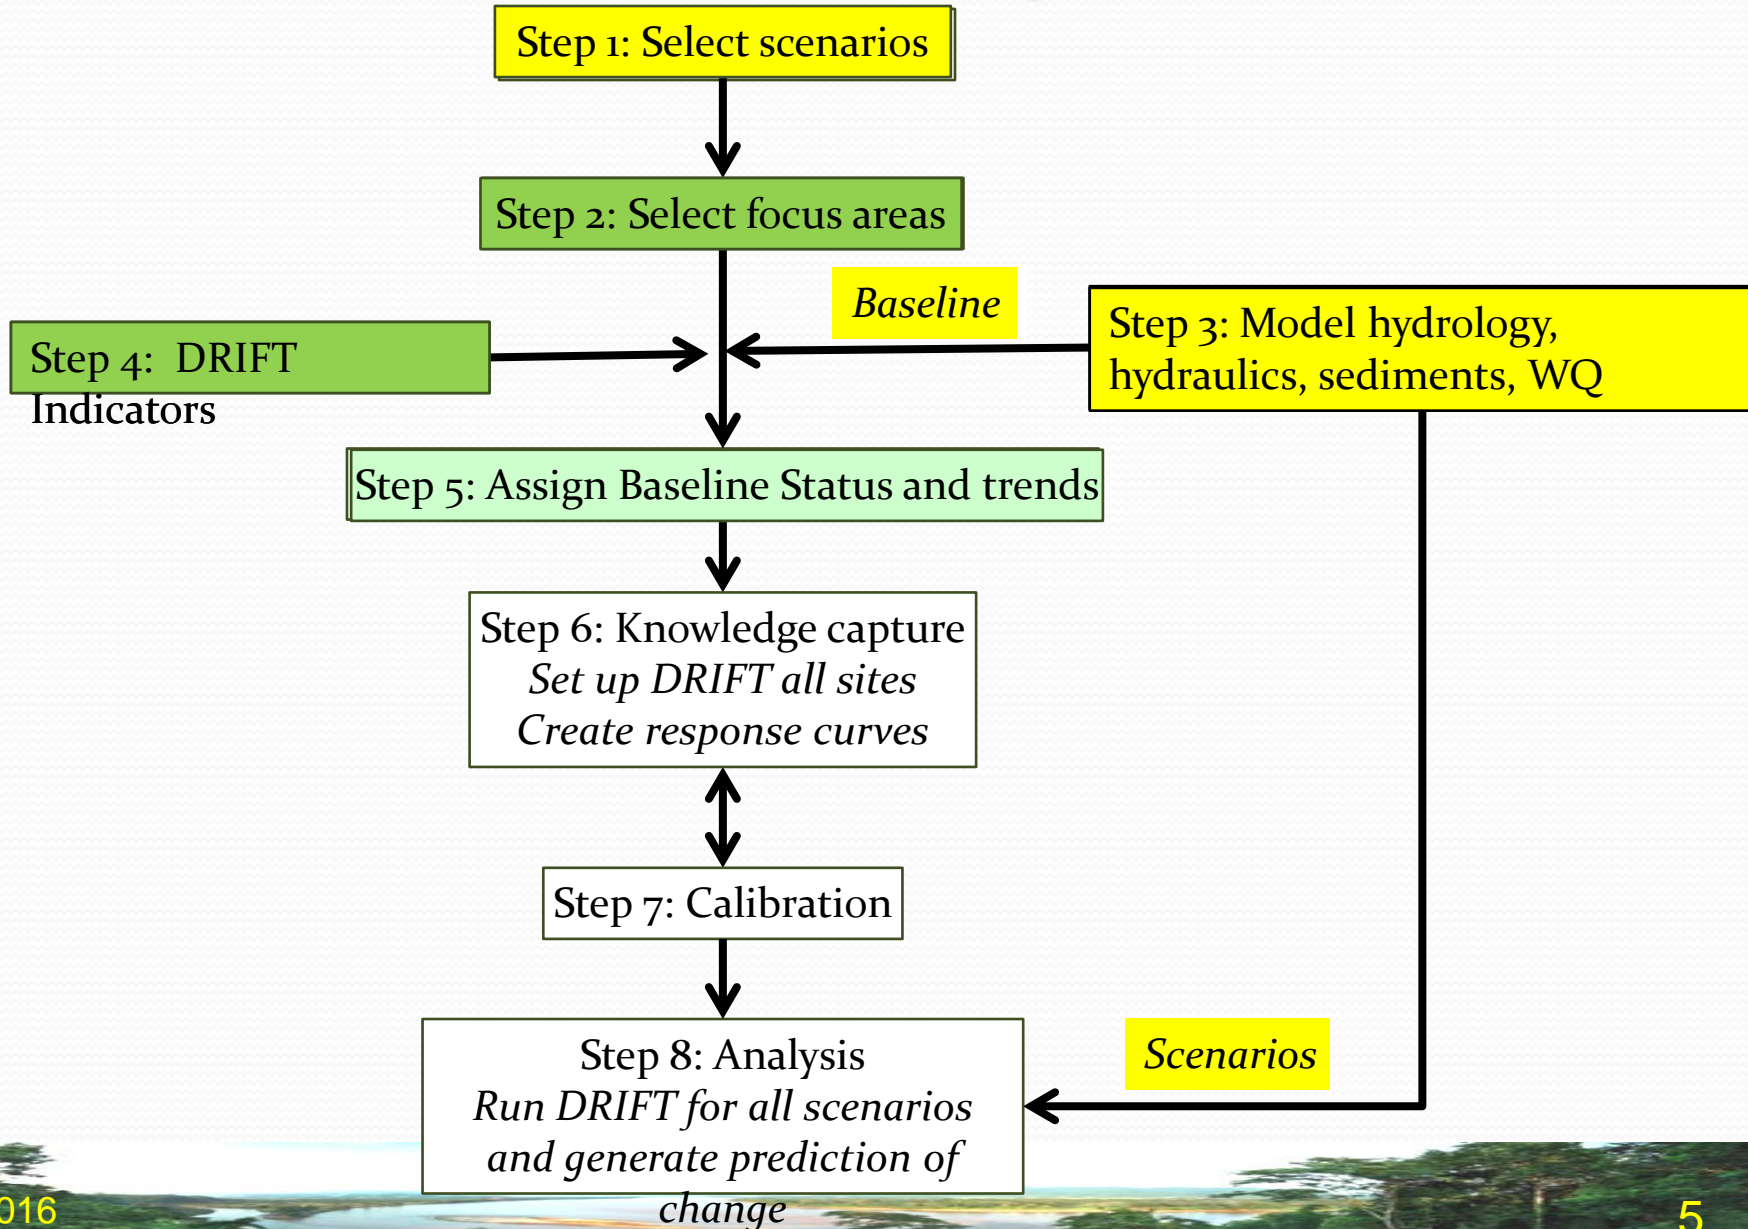 Step 1: Select scenarios
Step 2: Select focus areas
Baseline
Step 3: Model hydrology,
hydraulics, sediments, WQ
Step 4: DRIFT
Indicators
Step 5: Assign Baseline Status and trends
Step 6: Knowledge capture
Set up DRIFT all sites
Create response curves
Step 7: Calibration
Step 8: Analysis
Run DRIFT for all scenarios
and generate prediction of
change
Scenarios
016
5